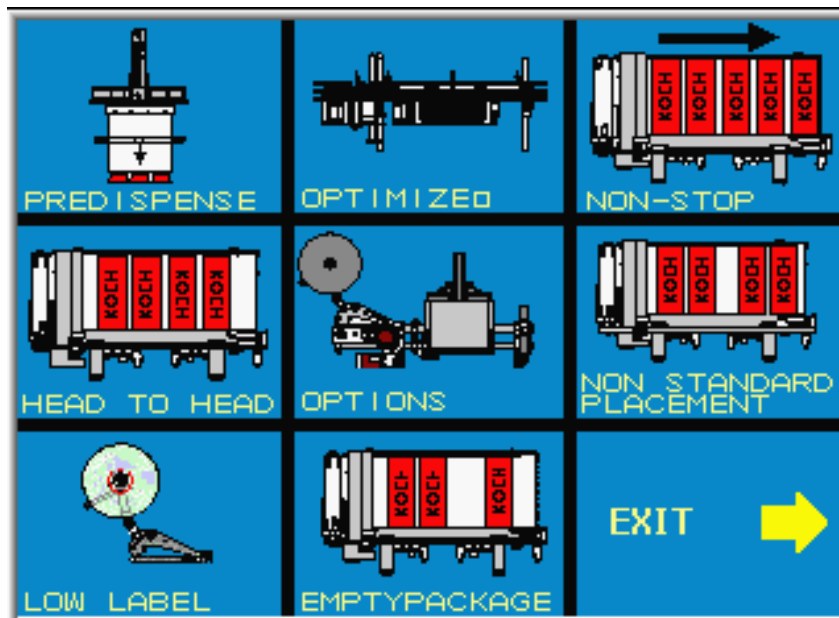 KOCH KOCH KOCH KOCH KOCH
PREDISPENSE
OPTIMIZE□
NON-STOP
KOCH KOCH KOCH KOCH
KOCH KOCH KOCH KOCH
HEAD TO HEAD
OPTIONS
NON STANDARD
PLACEMENT
KOCH KOCH KOCH
EXIT
LOW LABEL
EMPTYPACKAGE